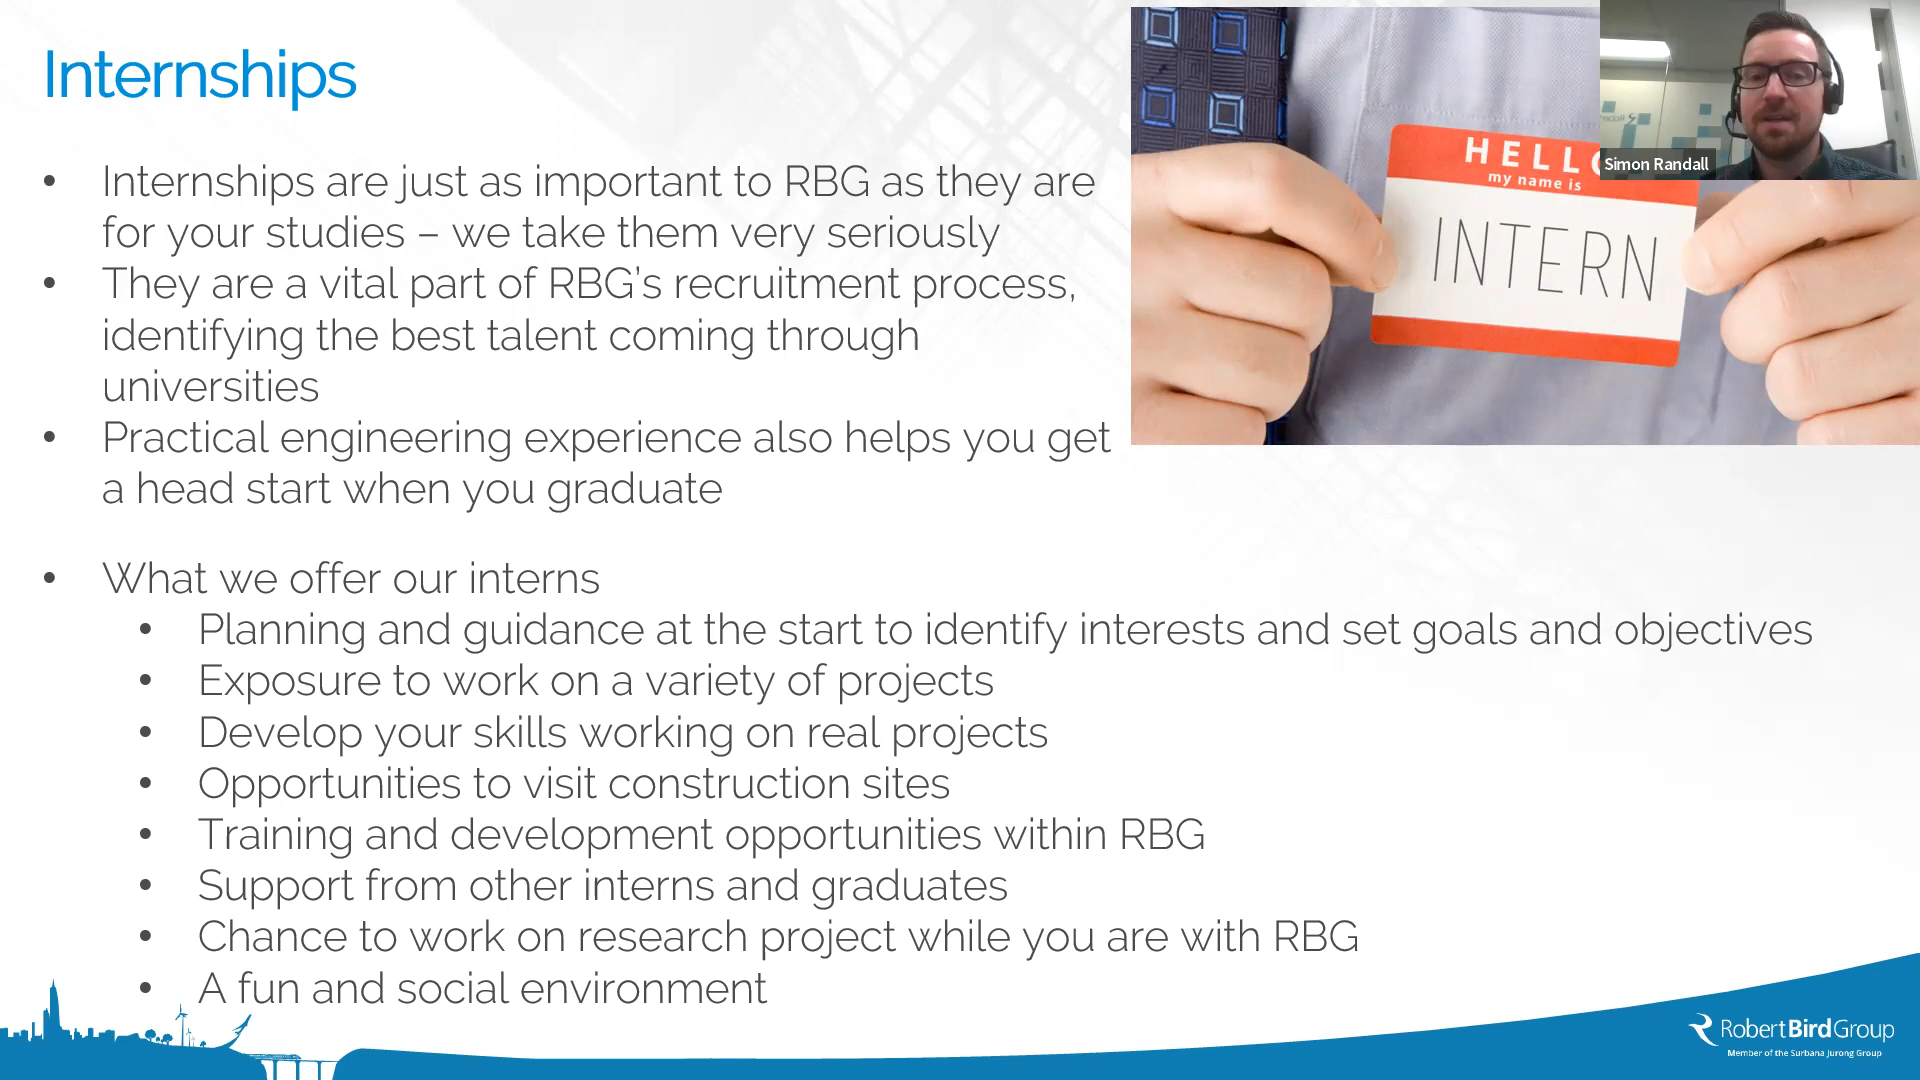 Internships
• Internships are just as important to RBG as they are
for your studies – we take them very seriously
• They are a vital part of RBG's recruitment process,
identifying the best talent coming through
universities
• Practical engineering experience also helps you get
a head start when you graduate
• What we offer our interns
• Planning and guidance at the start to identify interests and set goals and objectives
• Exposure to work on a variety of projects
• Develop your skills working on real projects
• Opportunities to visit construction sites
• Training and development opportunities within RBG
• Support from other interns and graduates
• Chance to work on research project while you are with RBG
• A fun and social environment
HELLO
my name is
INTERN
Simon Randall
RobertBirdGroup
Member of the Surbana Jurong Group